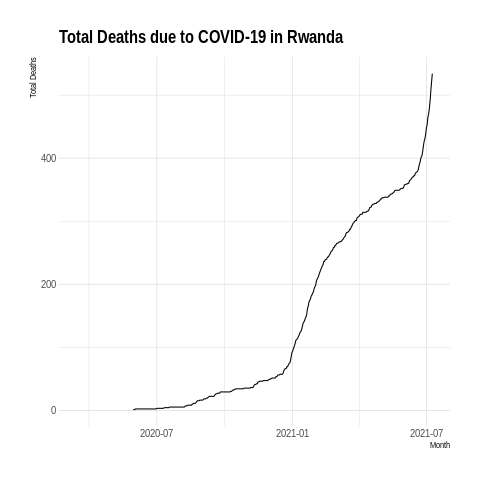 Total Deaths due to COVID-19 in Rwanda
Total Deaths
400
200
0
2020-07
2021-01
2021-07
Month